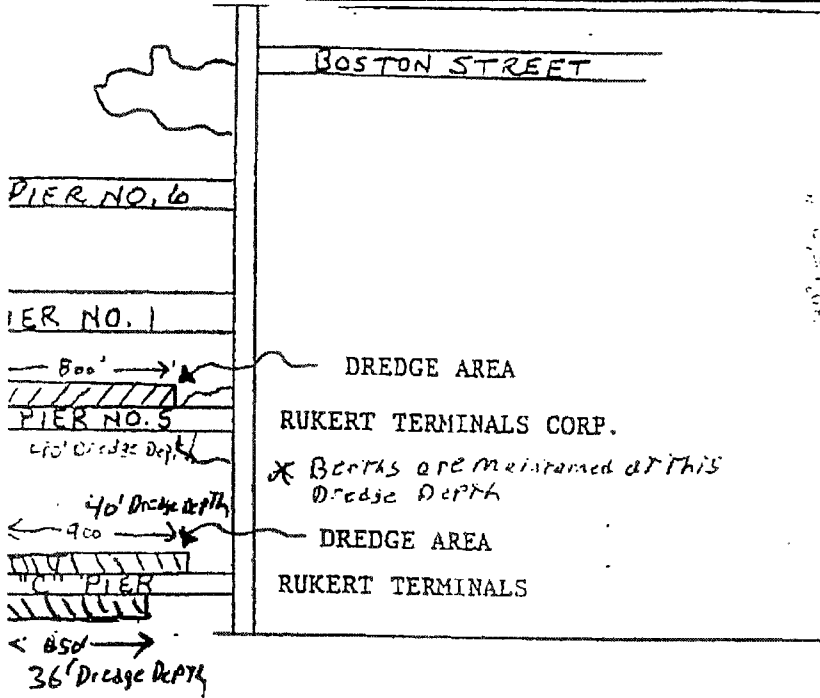 BOSTON STREET
PIER NO. 6
IER NO. 1
800'
DREDGE AREA
PIER NO. 5
RUKERT TERMINALS CORP.
40' Dredge Dept
* Berths are Maintained at This
Dredge Depth
40' Dredge Depth
900
DREDGE AREA
"C" PIER
RUKERT TERMINALS
850'
36' Dredge Depth